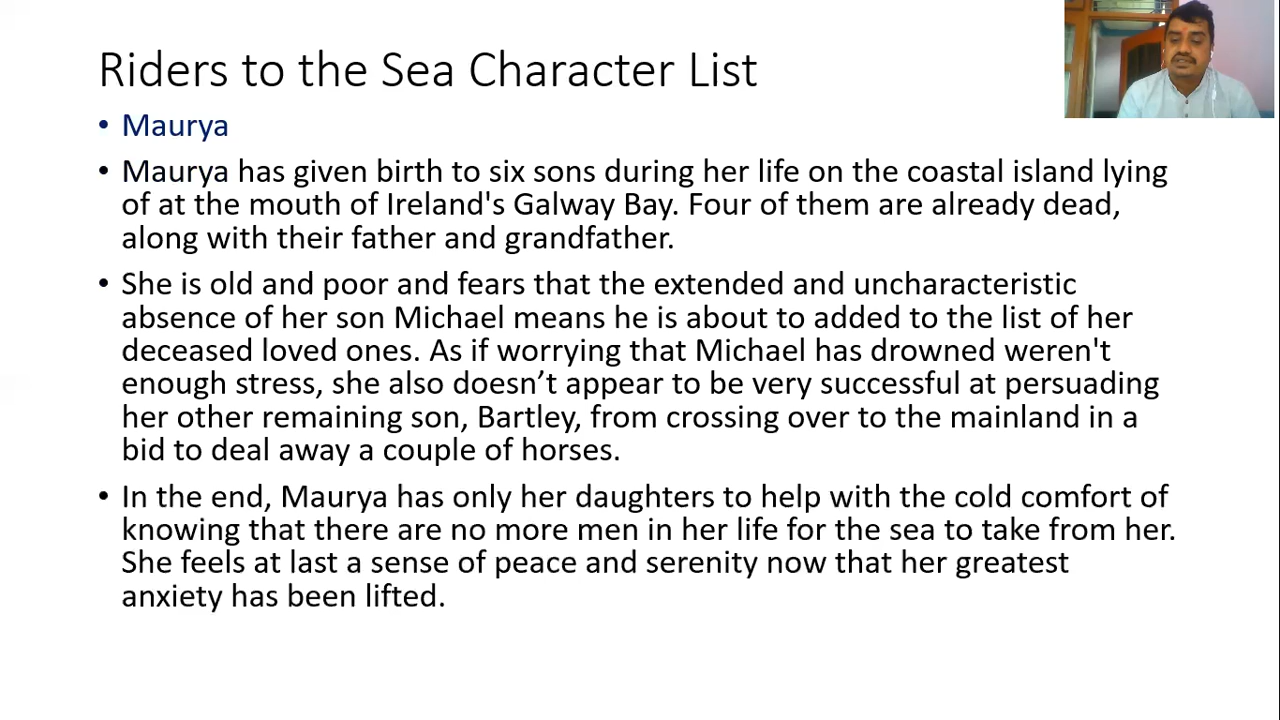 Riders to the Sea Character List
• Maurya
• Maurya has given birth to six sons during her life on the coastal island lying
of at the mouth of Ireland's Galway Bay. Four of them are already dead,
along with their father and grandfather.
• She is old and poor and fears that the extended and uncharacteristic
absence of her son Michael means he is about to added to the list of her
deceased loved ones. As if worrying that Michael has drowned weren't
enough stress, she also doesn’t appear to be very successful at persuading
her other remaining son, Bartley, from crossing over to the mainland in a
bid to deal away a couple of horses.
• In the end, Maurya has only her daughters to help with the cold comfort of
knowing that there are no more men in her life for the sea to take from her.
She feels at last a sense of peace and serenity now that her greatest
anxiety has been lifted.